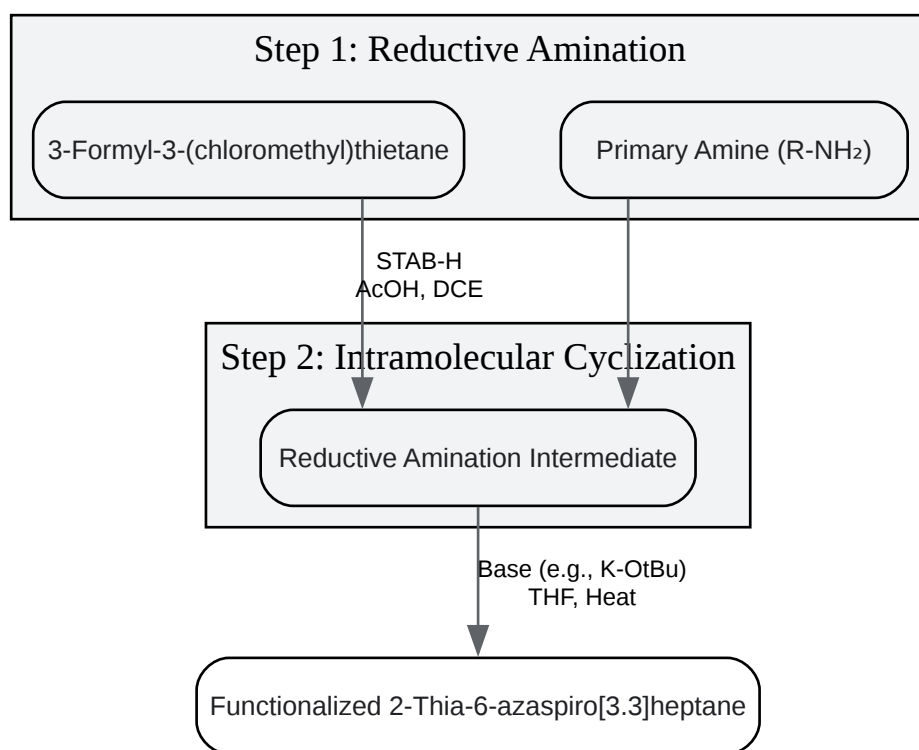 Step 1: Reductive Amination
3-Formyl-3-(chloromethyl)thietane
Primary Amine (R-NH₂)
STAB-H
AcOH, DCE
Step 2: Intramolecular Cyclization
Reductive Amination Intermediate
Base (e.g., K-OtBu)
THF, Heat
Functionalized 2-Thia-6-azaspiro[3.3]heptane